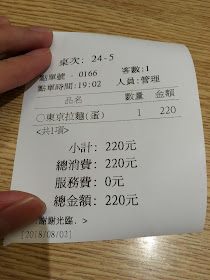 桌次: 24-5
點單號 - 0166 客數:1
點單時間:19:02 人員:管理
品名 數量 金額
○東京拉麵(蛋) 1 220
<共1項>
小計: 220元
總消費: 220元
服務費: 0元
總金額: 220元
謝謝光臨. >
[2018/08/02]